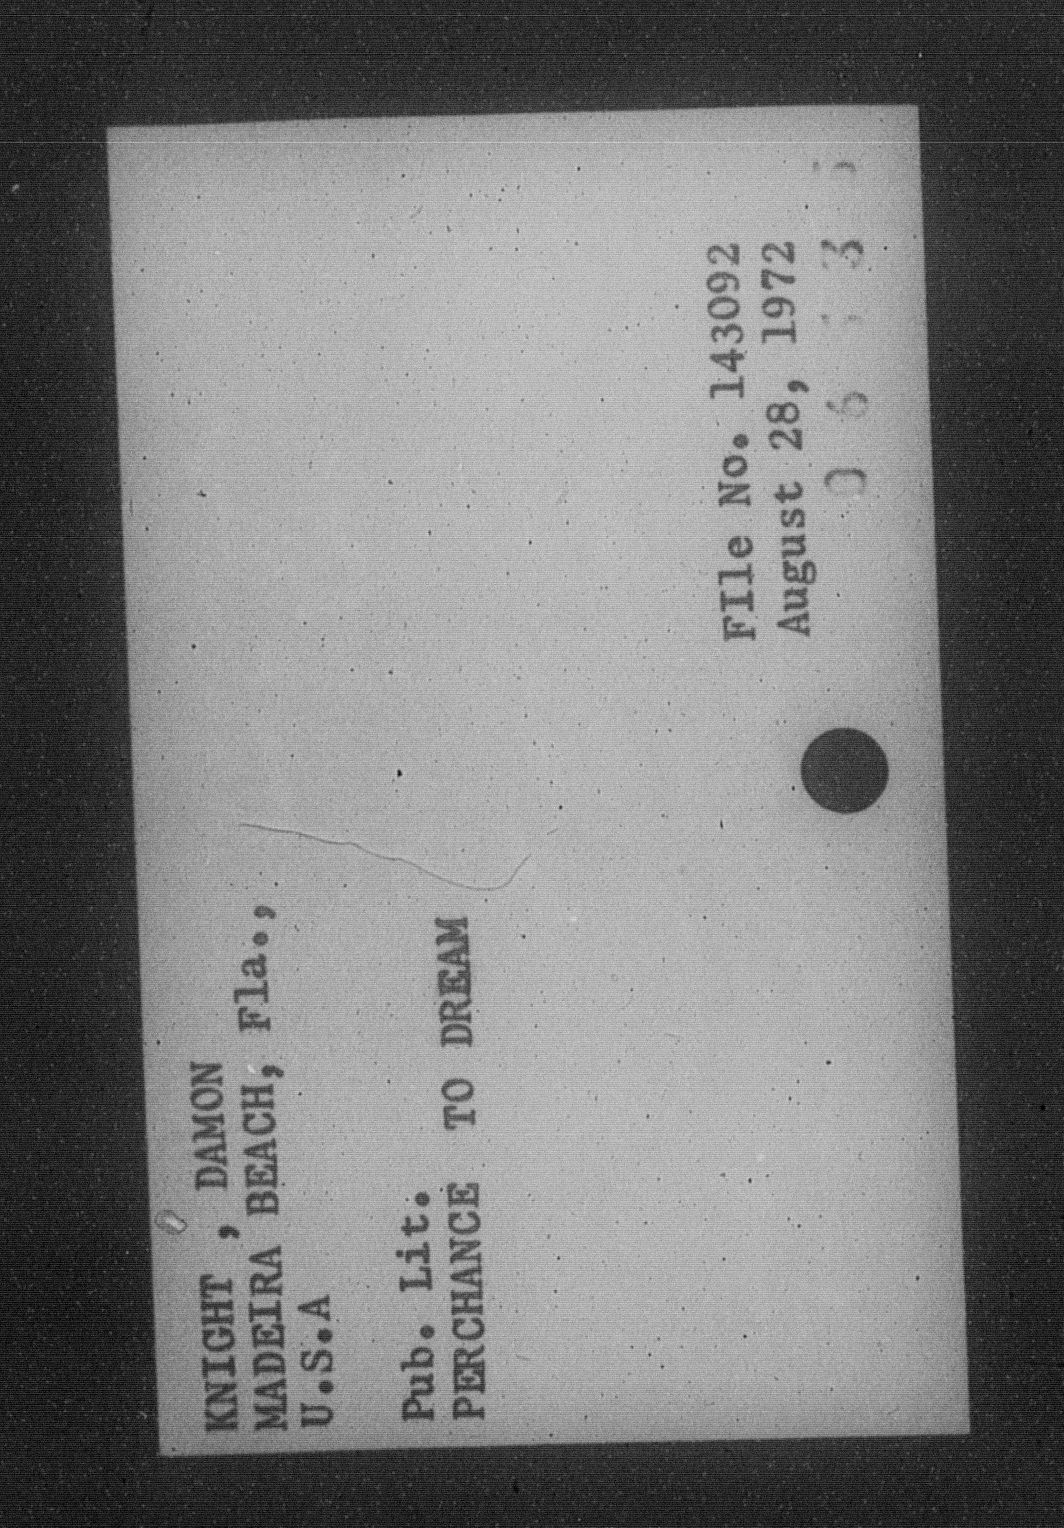 KNIGHT , DAMON
MADEIRA BEACH, Fla.,
U.S.A
Pub. Lit.
PERCHANCE TO DREAM
FIle No. 143092
August 28, 1972